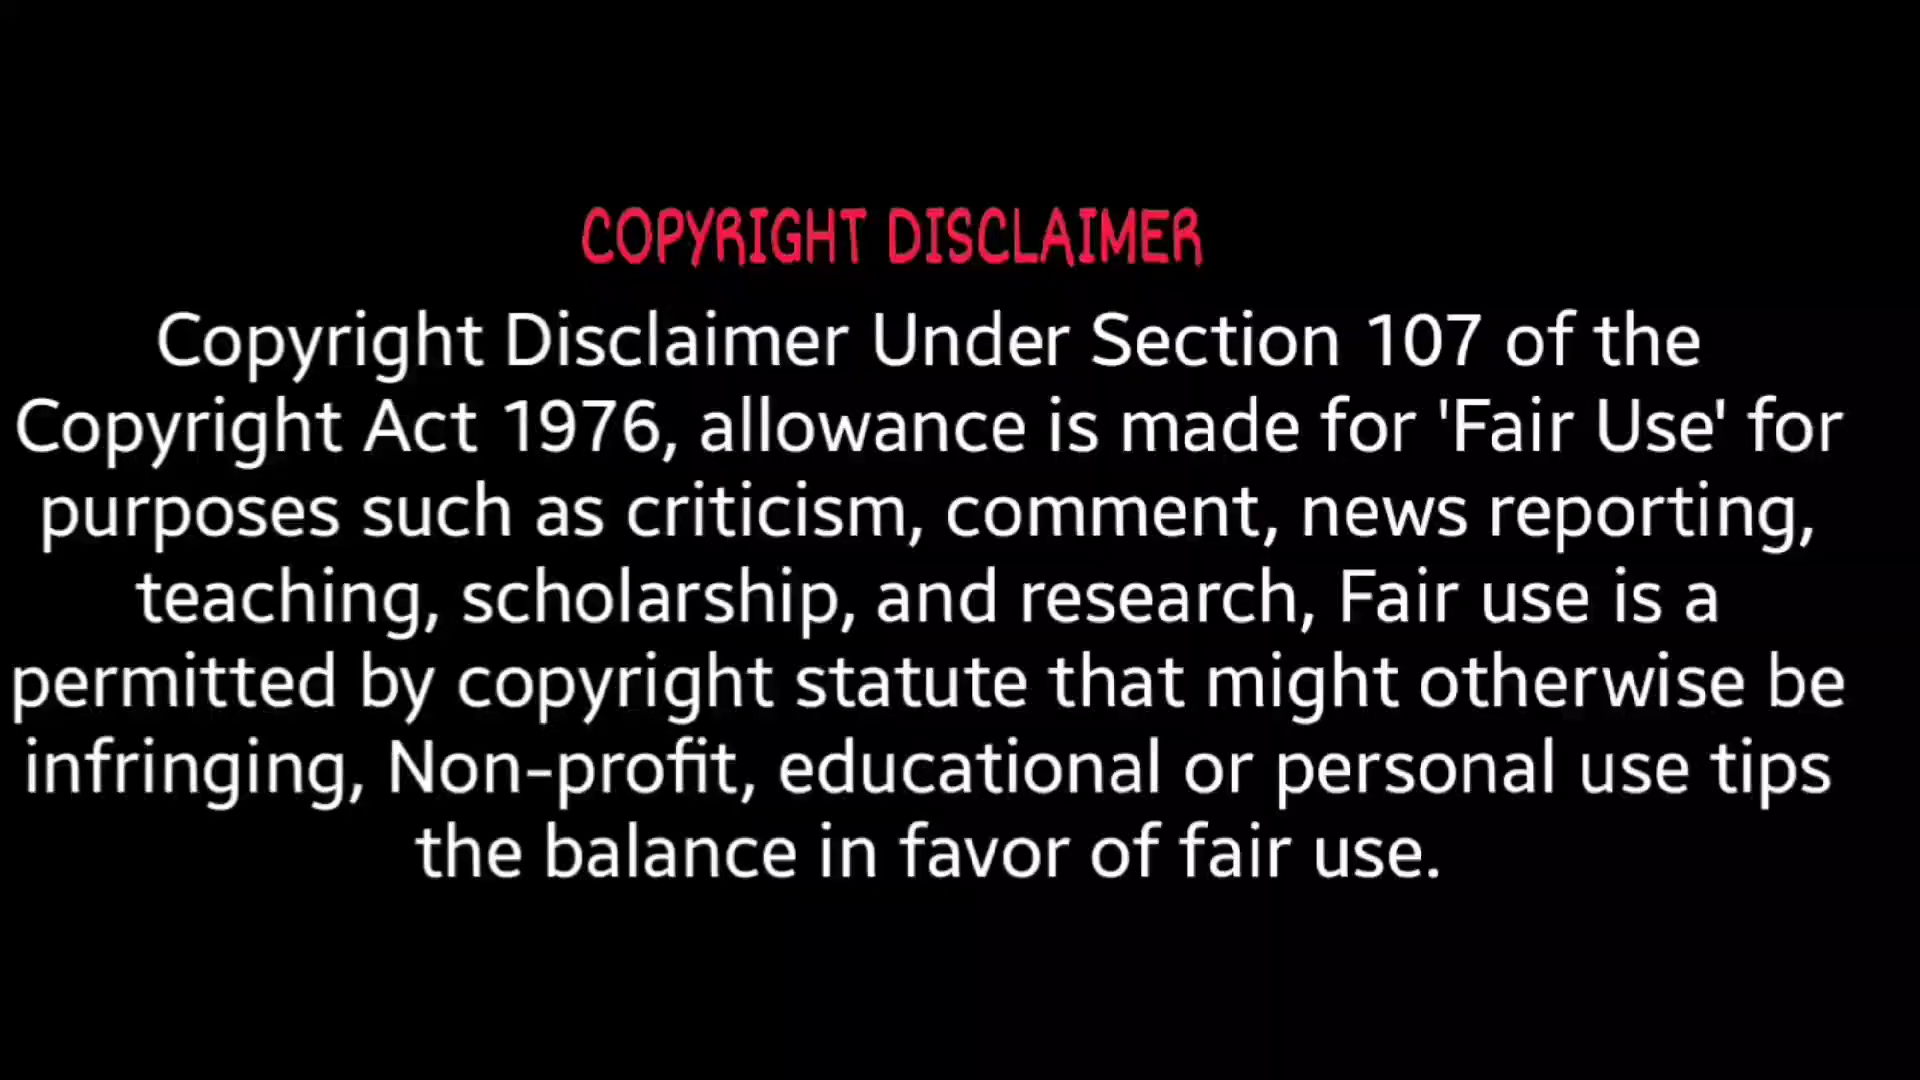 COPYRIGHT DISCLAIMER
Copyright Disclaimer Under Section 107 of the
Copyright Act 1976, allowance is made for 'Fair Use' for
purposes such as criticism, comment, news reporting,
teaching, scholarship, and research, Fair use is a
permitted by copyright statute that might otherwise be
infringing, Non-profit, educational or personal use tips
the balance in favor of fair use.